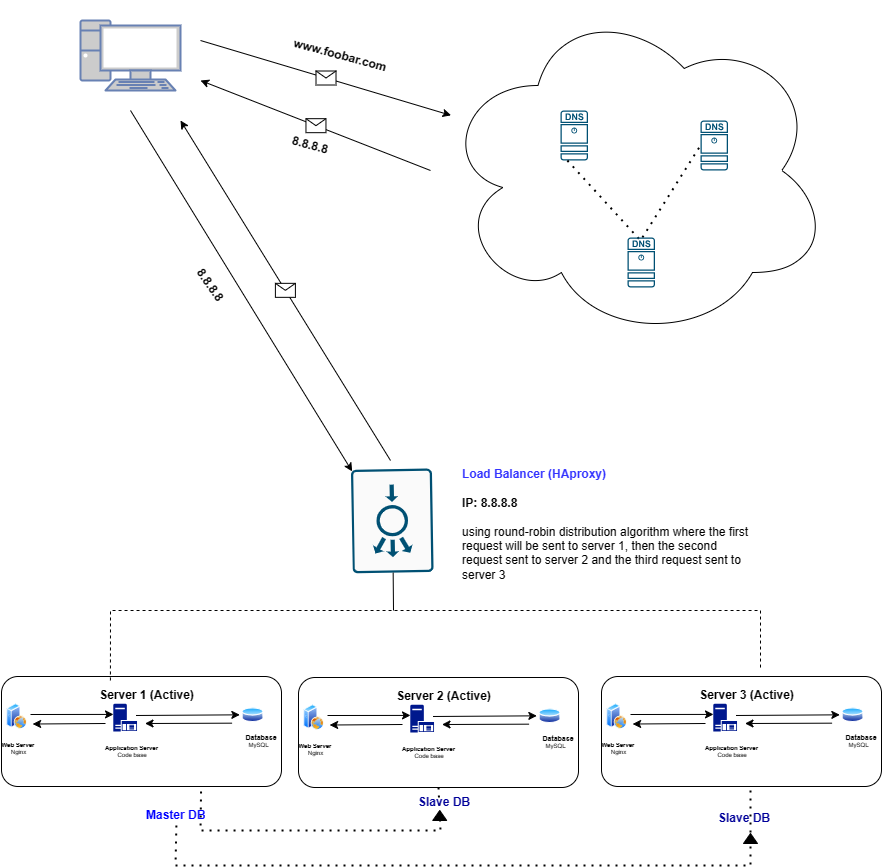 www.foobar.com
8.8.8.8
DNS
DNS
DNS
8.8.8.8
Load Balancer (HAproxy)
IP: 8.8.8.8
using round-robin distribution algorithm where the first
request will be sent to server 1, then the second
request sent to server 2 and the third request sent to
server 3
Server 1 (Active)
Web Server
Nginx
Application Server
Code base
Database
MySQL
Server 2 (Active)
Web Server
Nginx
Application Server
Code base
Database
MySQL
Server 3 (Active)
Web Server
Nginx
Application Server
Code base
Database
MySQL
Master DB
Slave DB
Slave DB